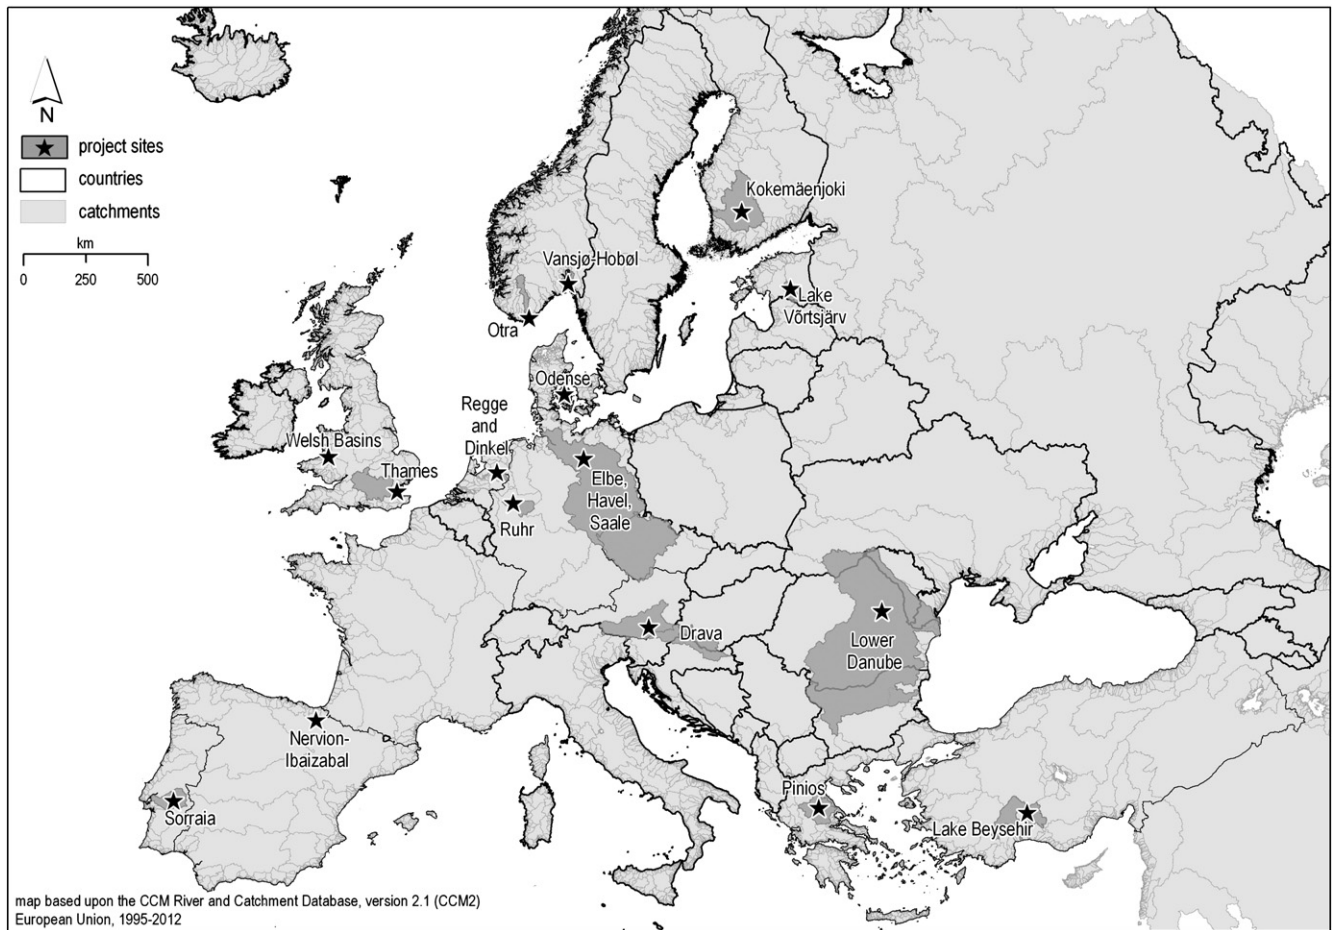 N
project sites
countries
catchments
km
0 250 500
Kokemäenjoki
Vansjø-Hobøl
Lake
Võrtsjärv
Otra
Odense
Regge
and
Dinkel
Welsh Basins
Thames
Elbe,
Havel,
Saale
Ruhr
Drava
Lower
Danube
Nervion-
Ibaizabal
Sorraia
Pinios
Lake Beysehir
map based upon the CCM River and Catchment Database, version 2.1 (CCM2)
European Union, 1995-2012